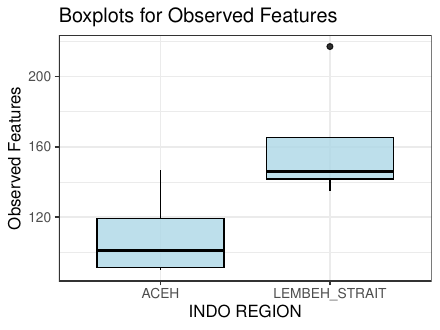 Boxplots for Observed Features
Observed Features
200
160
120
ACEH LEMBEH_STRAIT
INDO REGION